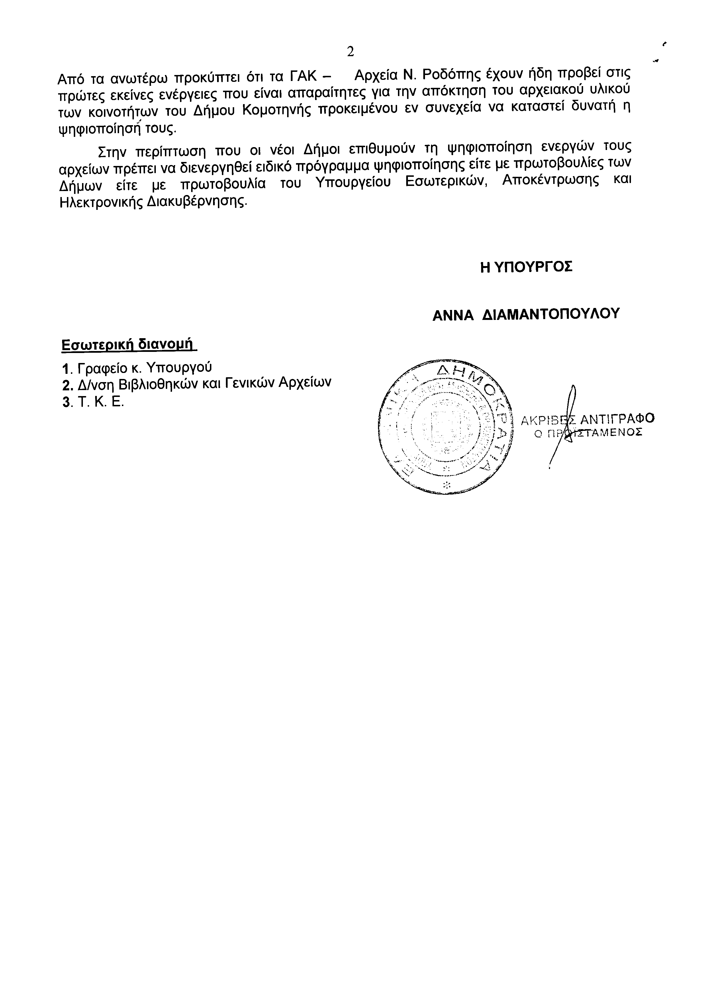 2
Από τα ανωτέρω προκύπτει ότι τα ΓΑΚ – Αρχεία Ν. Ροδόπης έχουν ήδη προβεί στις
πρώτες εκείνες ενέργειες που είναι απαραίτητες για την απόκτηση του αρχειακού υλικού
των κοινοτήτων του Δήμου Κομοτηνής προκειμένου εν συνεχεία να καταστεί δυνατή η
ψηφιοποίησή τους.
Στην περίπτωση που οι νέοι Δήμοι επιθυμούν τη ψηφιοποίηση ενεργών τους
αρχείων πρέπει να διενεργηθεί ειδικό πρόγραμμα ψηφιοποίησης είτε με πρωτοβουλίες των
Δήμων είτε με πρωτοβουλία του Υπουργείου Εσωτερικών, Αποκέντρωσης και
Ηλεκτρονικής Διακυβέρνησης.
Η ΥΠΟΥΡΓΟΣ
ΑΝΝΑ ΔΙΑΜΑΝΤΟΠΟΥΛΟΥ
Εσωτερική διανομή
1. Γραφείο κ. Υπουργού
2. Δ/νση Βιβλιοθηκών και Γενικών Αρχείων
3. Τ. Κ. Ε.
ΔΗΜΟΚΡΑΤΙΑ
ΑΚΡΙΒΕΣ ΑΝΤΙΓΡΑΦΟ
Ο ΠΡΟΪΣΤΑΜΕΝΟΣ